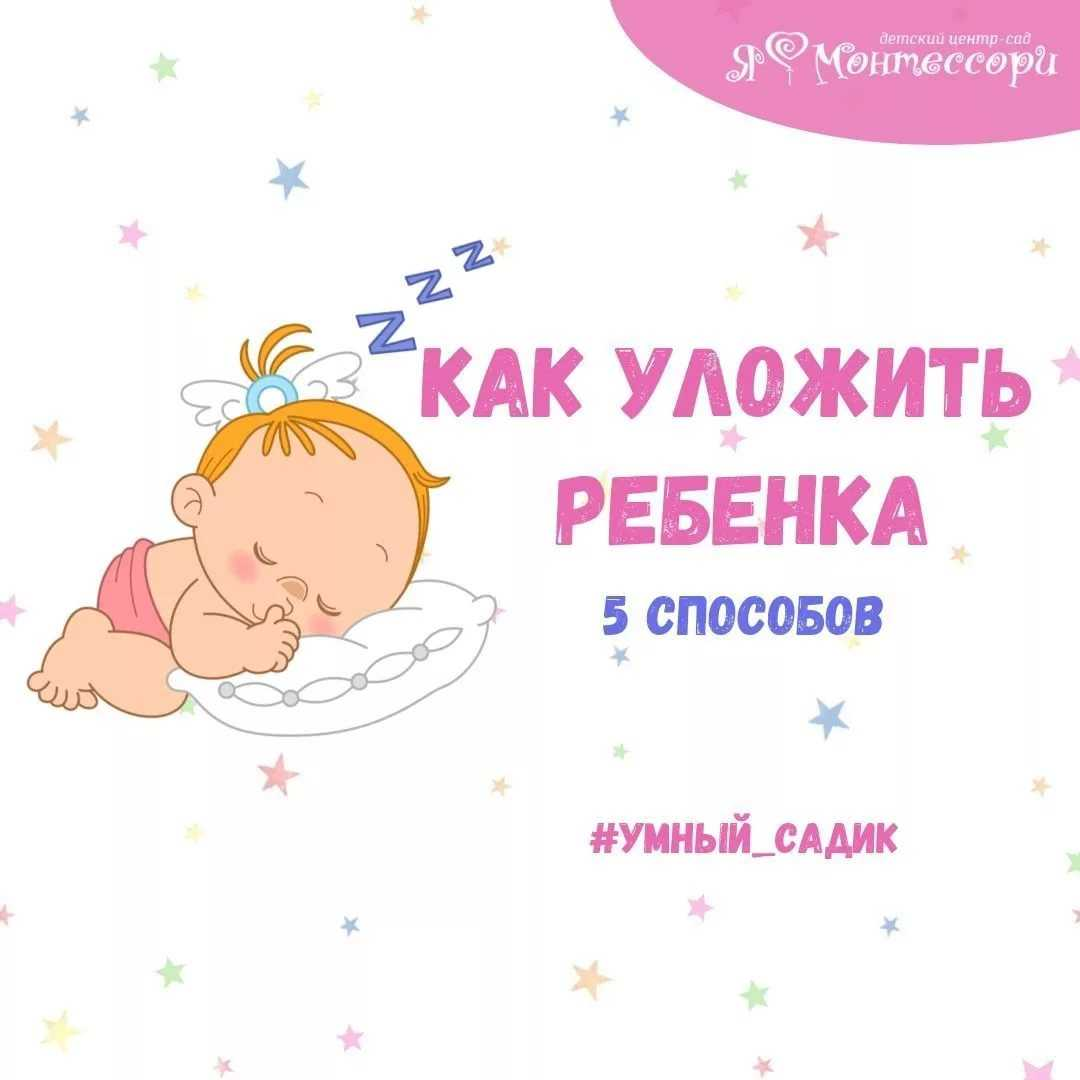 детский центр-сад
Я Монтессори
Z Z Z
КАК УЛОЖИТЬ
РЕБЕНКА
5 СПОСОБОВ
#УМНЫЙ_САДИК